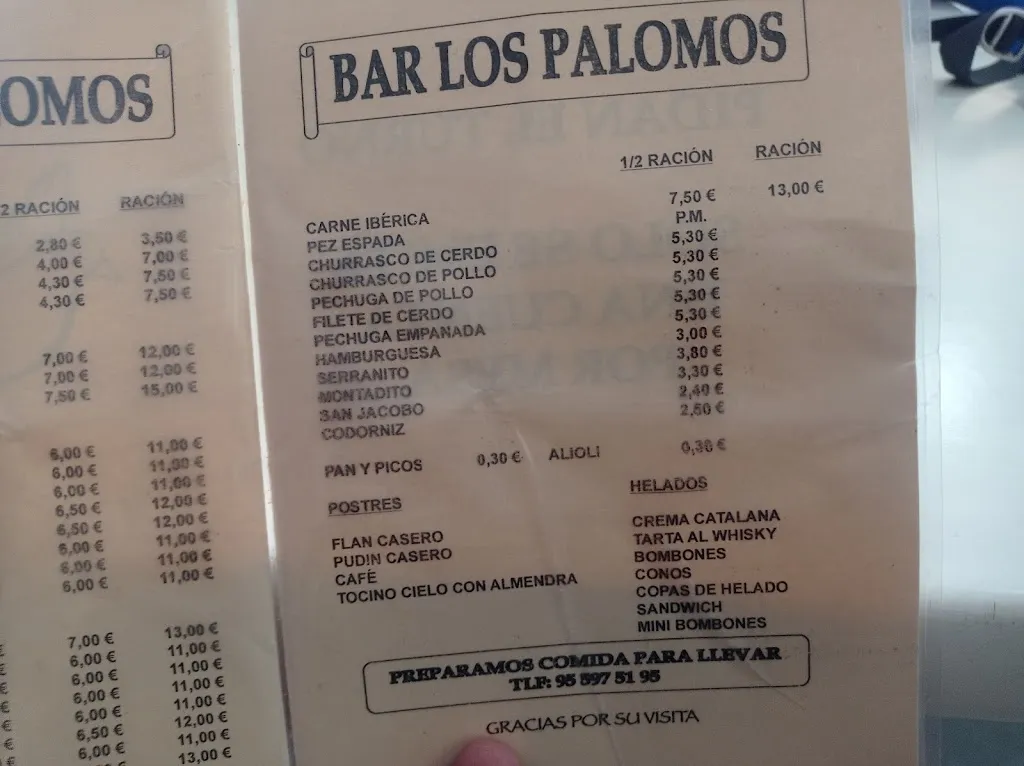 OMOS
2 RACIÓN RACIÓN
2,80 € 3,50 €
4,00 € 7,00 €
4,30 € 7,50 €
4,30 € 7,50 €
7,00 € 12,00 €
7,00 € 12,00 €
7,50 € 15,00 €
6,00 € 11,00 €
6,00 € 11,00 €
6,00 € 11,00 €
6,50 € 12,00 €
6,50 € 12,00 €
6,00 € 11,00 €
6,00 € 11,00 €
6,00 € 11,00 €
7,00 € 13,00 €
6,00 € 11,00 €
6,00 € 11,00 €
6,00 € 11,00 €
6,00 € 11,00 €
6,50 € 12,00 €
6,00 € 11,00 €
13,00 €
BAR LOS PALOMOS
1/2 RACIÓN RACIÓN
CARNE IBÉRICA 7,50 € 13,00 €
PEZ ESPADA P.M.
CHURRASCO DE CERDO 5,30 €
CHURRASCO DE POLLO 5,30 €
PECHUGA DE POLLO 5,30 €
FILETE DE CERDO 5,30 €
PECHUGA EMPANADA 5,30 €
HAMBURGUESA 3,00 €
SERRANITO 3,80 €
MONTADITO 3,30 €
SAN JACOBO 2,40 €
CODORNIZ 2,50 €
PAN Y PICOS 0,30 € ALIOLI 0,30 €
POSTRES
FLAN CASERO
PUDIN CASERO
CAFÉ
TOCINO CIELO CON ALMENDRA
HELADOS
CREMA CATALANA
TARTA AL WHISKY
BOMBONES
CONOS
COPAS DE HELADO
SANDWICH
MINI BOMBONES
PREPARAMOS COMIDA PARA LLEVAR
TLF: 95 597 51 95
GRACIAS POR SU VISITA